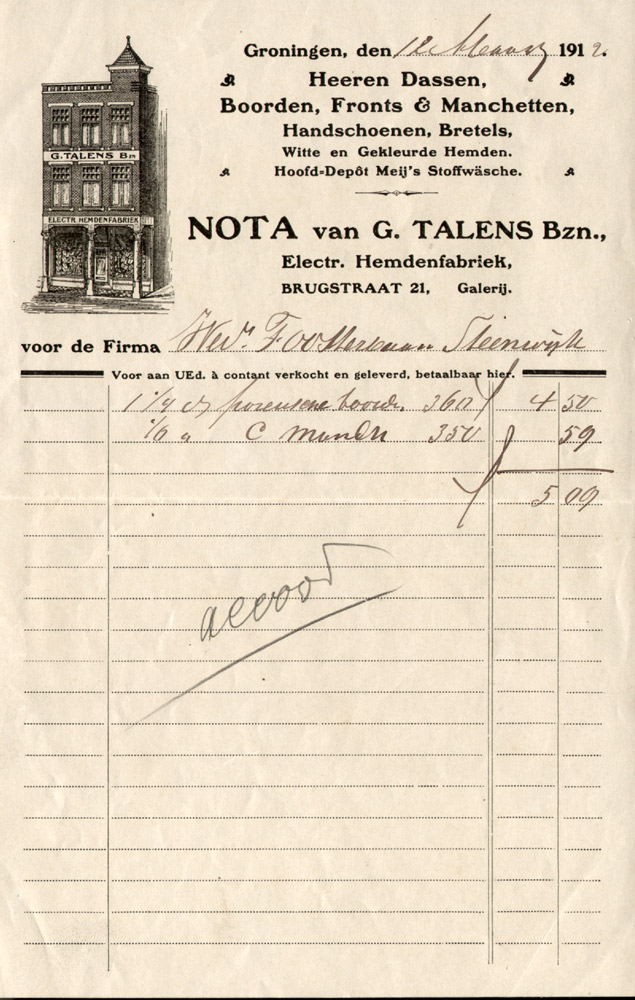 Groningen, den 12 Maart 1912.
Heeren Dassen,
Boorden, Fronts & Manchetten,
Handschoenen, Bretels,
Witte en Gekleurde Hemden.
Hoofd=Depôt Meij's Stoffwäsche.
G. TALENS Bzn
ELECTR. HEMDENFABRIEK
NOTA van G. TALENS Bzn.,
Electr. Hemdenfabriek,
BRUGSTRAAT 21, Galerij.
voor de Firma Wed. F. Steenwijk
Voor aan UEd. à contant verkocht en geleverd, betaalbaar hier.
1 1/4 boorden 360 4 50
1/6 " C 350 59
5 09
accoord